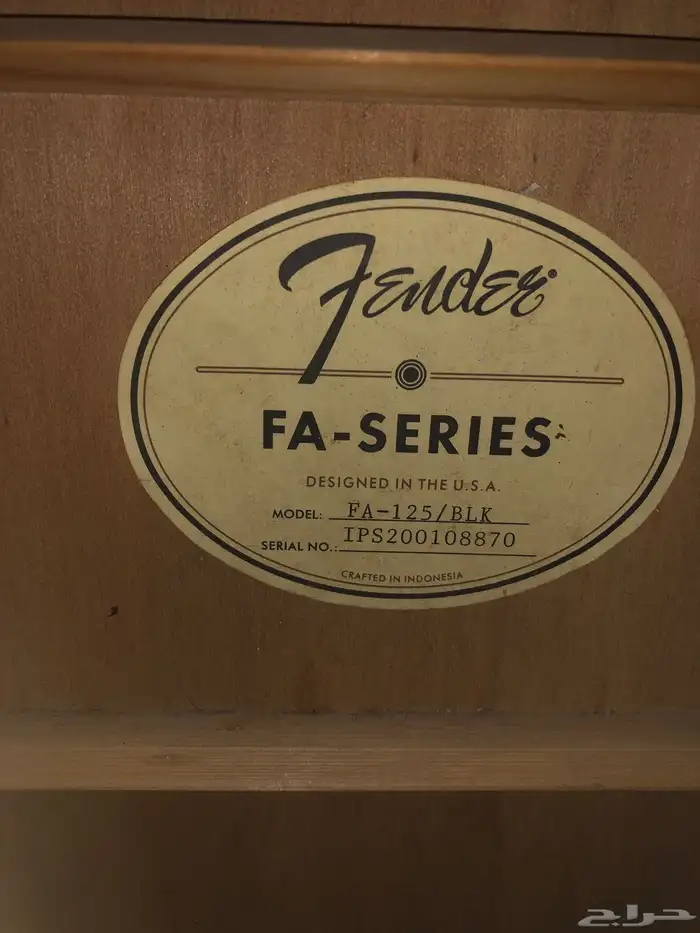 Fender
FA-SERIES
DESIGNED IN THE U.S.A.
MODEL: FA-125/BLK
SERIAL NO.: IPS200108870
CRAFTED IN INDONESIA
حراج